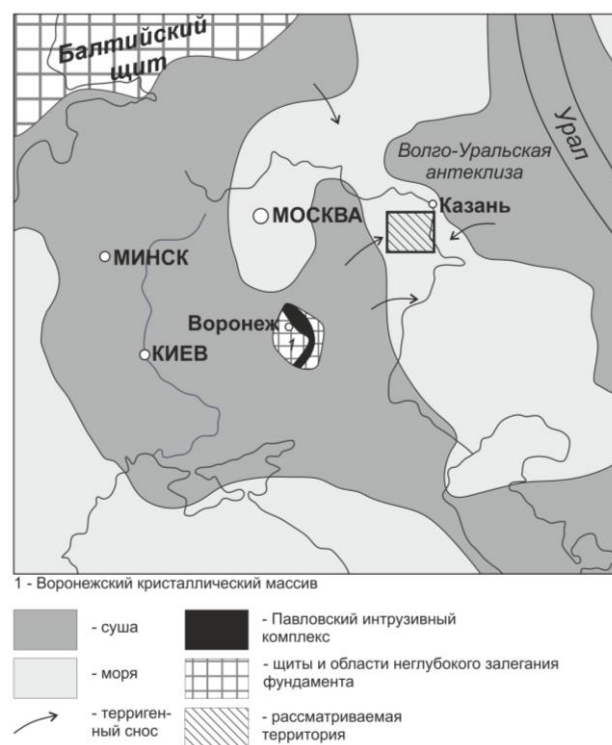 Балтийский
щит
Урал
Волго-Уральская
антеклиза
Казань
МОСКВА
МИНСК
Воронеж
1
КИЕВ
1 - Воронежский кристаллический массив
- суша
- Павловский интрузивный
комплекс
- моря
- щиты и области неглубокого залегания
фундамента
- терриген-
ный снос
- рассматриваемая
территория